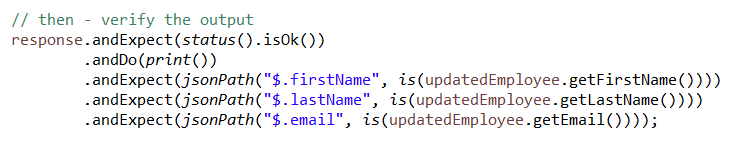 // then - verify the output
response.andExpect(status().isOk())
        .andDo(print())
        .andExpect(jsonPath("$.firstName", is(updatedEmployee.getFirstName())))
        .andExpect(jsonPath("$.lastName", is(updatedEmployee.getLastName())))
        .andExpect(jsonPath("$.email", is(updatedEmployee.getEmail())));